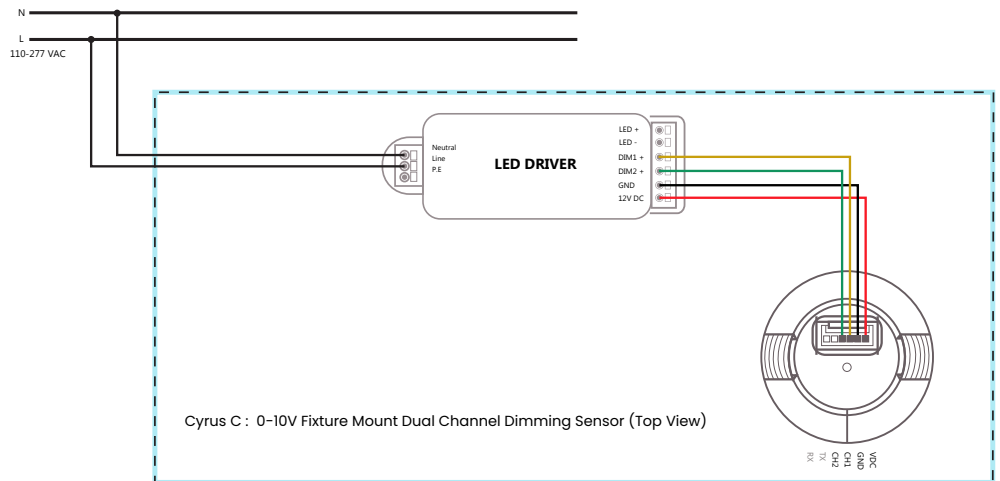 N
L
110-277 VAC
Neutral
Line
P.E
LED DRIVER
LED +
LED -
DIM1 +
DIM2 +
GND
12V DC
Cyrus C : 0-10V Fixture Mount Dual Channel Dimming Sensor (Top View)
RX
TX
CH2
CH1
GND
VDC